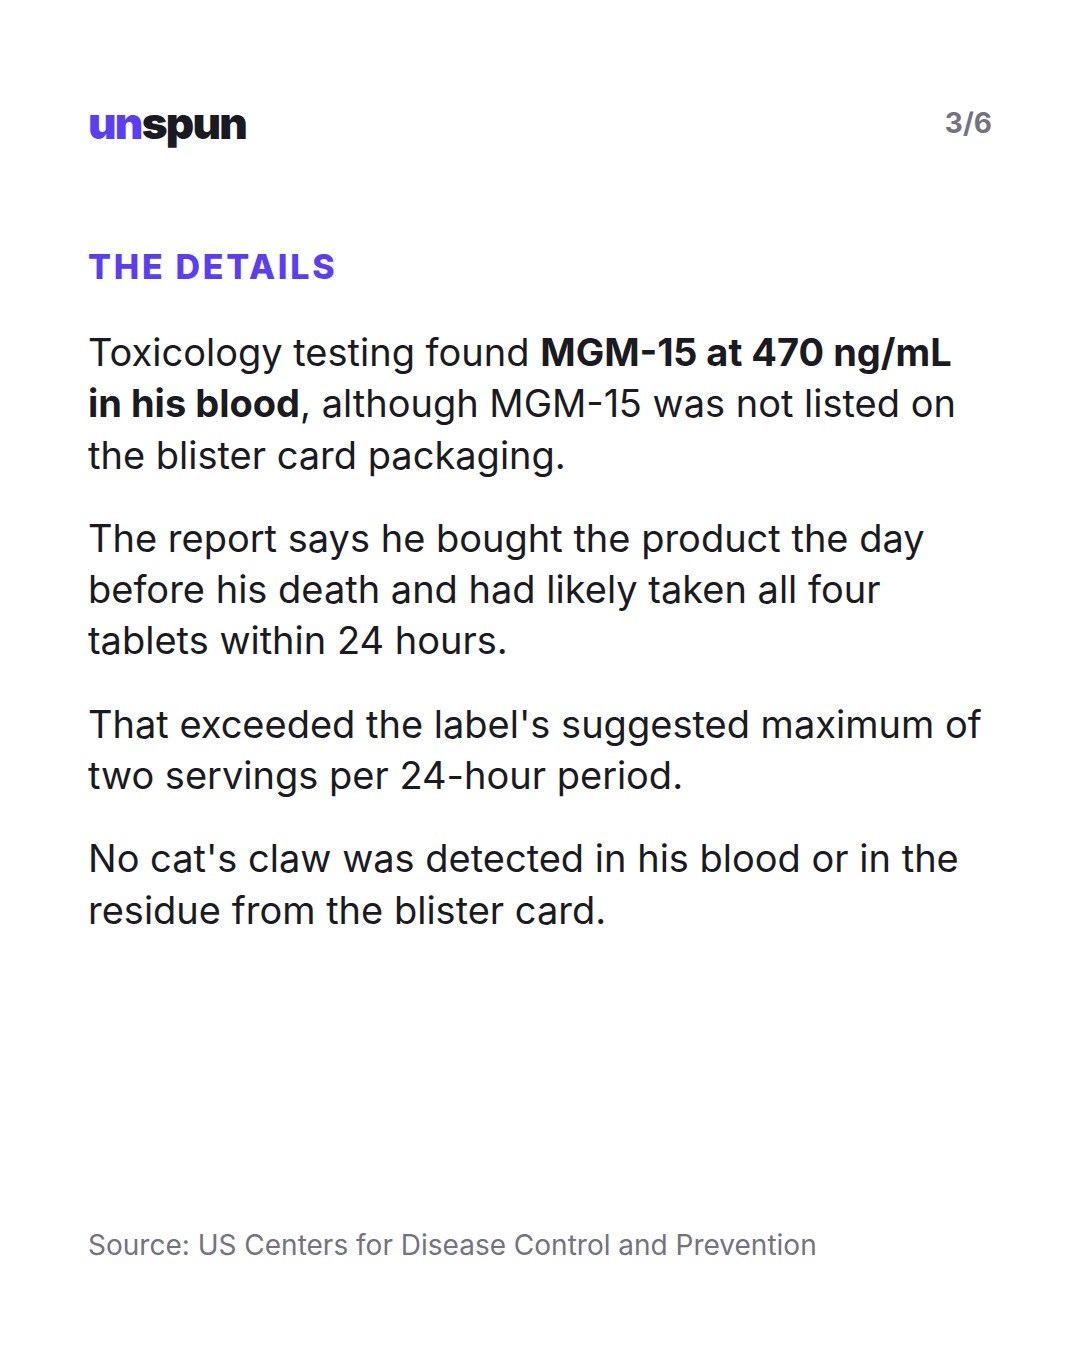 unspun
3/6
THE DETAILS
Toxicology testing found MGM-15 at 470 ng/mL
in his blood, although MGM-15 was not listed on
the blister card packaging.
The report says he bought the product the day
before his death and had likely taken all four
tablets within 24 hours.
That exceeded the label's suggested maximum of
two servings per 24-hour period.
No cat's claw was detected in his blood or in the
residue from the blister card.
Source: US Centers for Disease Control and Prevention